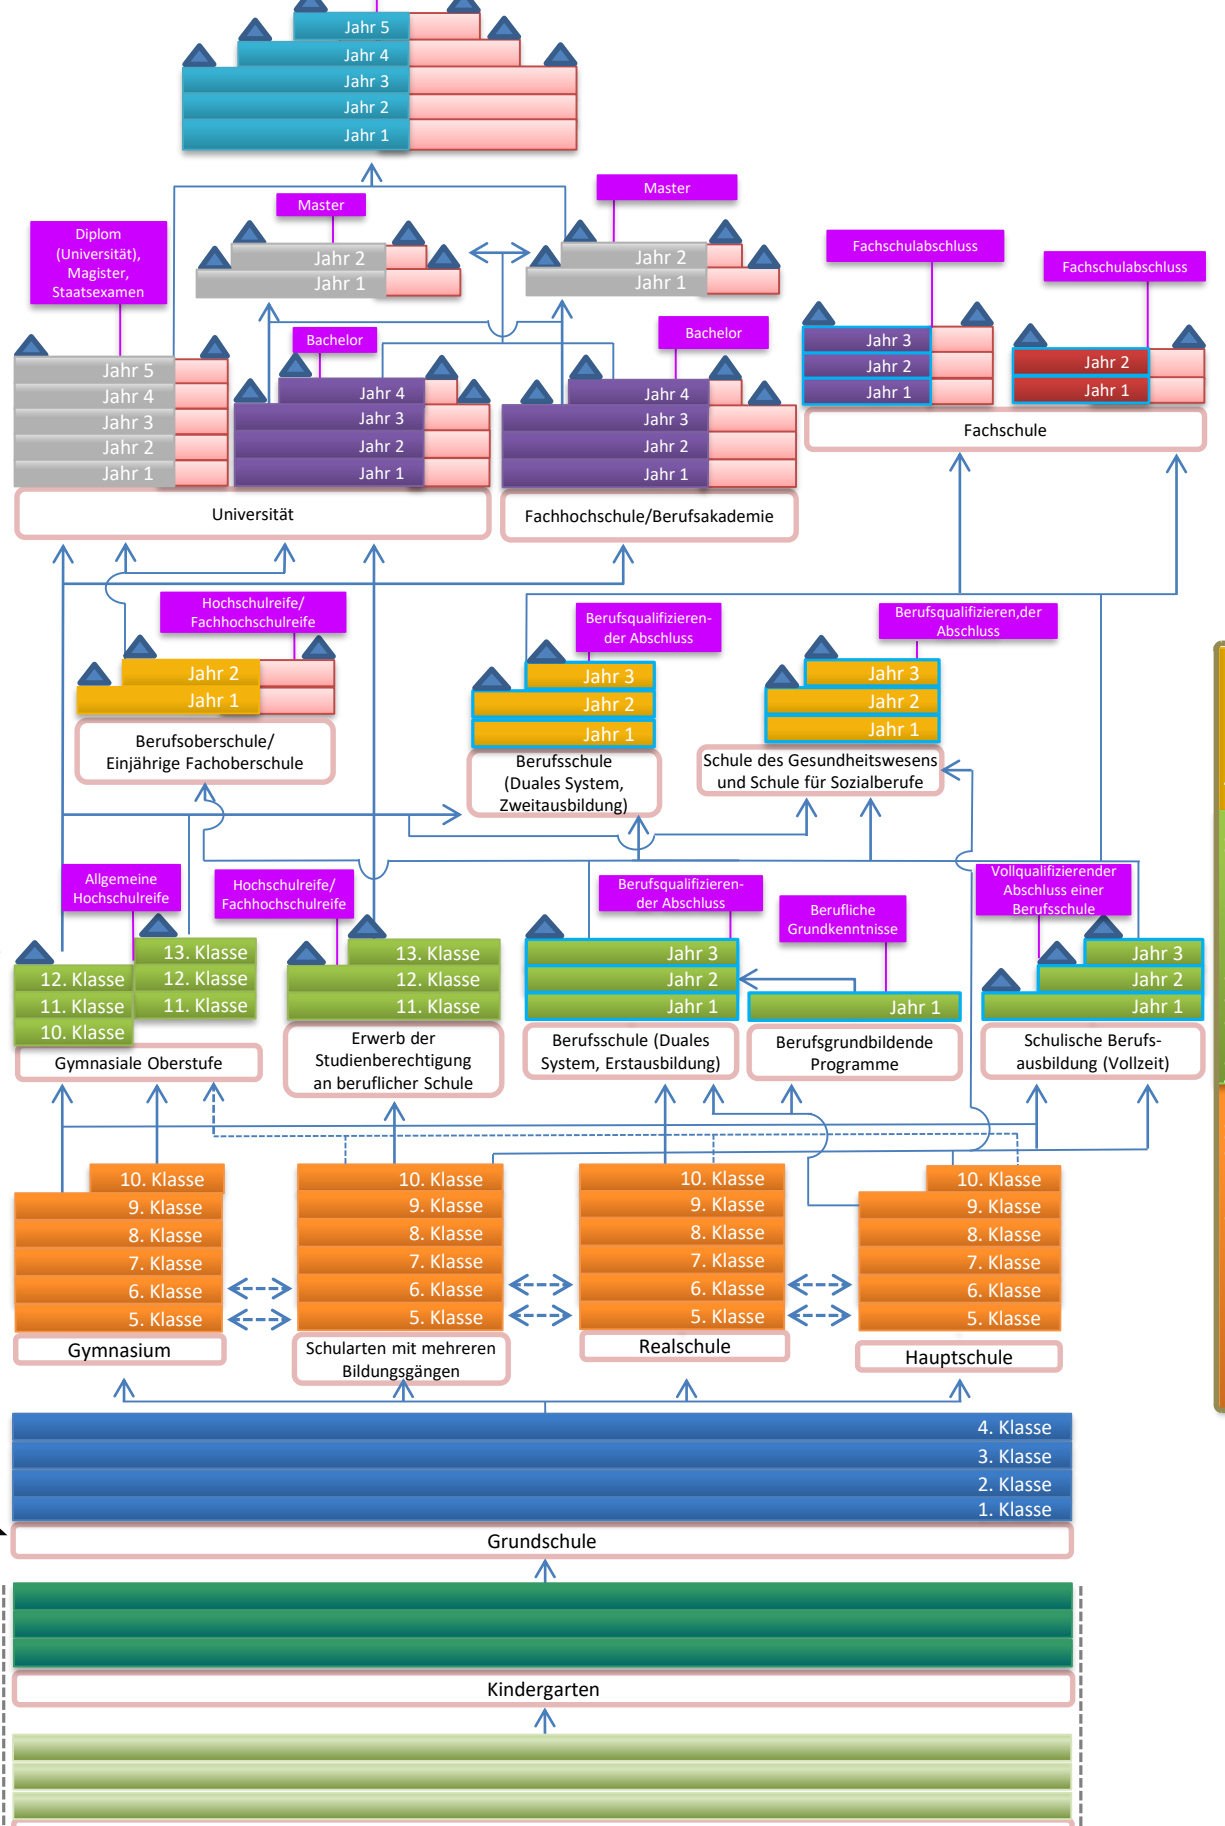 Jahr 5
Jahr 4
Jahr 3
Jahr 2
Jahr 1
Master
Jahr 2
Jahr 1
Master
Jahr 2
Jahr 1
Diplom
(Universität),
Magister,
Staatsexamen
Jahr 5
Jahr 4
Jahr 3
Jahr 2
Jahr 1
Bachelor
Jahr 4
Jahr 3
Jahr 2
Jahr 1
Universität
Bachelor
Jahr 4
Jahr 3
Jahr 2
Jahr 1
Fachhochschule/Berufsakademie
Fachschulabschluss
Jahr 3
Jahr 2
Jahr 1
Fachschulabschluss
Jahr 2
Jahr 1
Fachschule
Hochschulreife/
Fachhochschulreife
Jahr 2
Jahr 1
Berufsoberschule/
Einjährige Fachoberschule
Berufsqualifizieren-
der Abschluss
Jahr 3
Jahr 2
Jahr 1
Berufsschule
(Duales System,
Zweitausbildung)
Berufsqualifizieren,der
Abschluss
Jahr 3
Jahr 2
Jahr 1
Schule des Gesundheitswesens
und Schule für Sozialberufe
Allgemeine
Hochschulreife
13. Klasse
12. Klasse
11. Klasse
12. Klasse
11. Klasse
10. Klasse
Gymnasiale Oberstufe
Hochschulreife/
Fachhochschulreife
13. Klasse
12. Klasse
11. Klasse
Erwerb der
Studienberechtigung
an beruflicher Schule
Berufsqualifizieren-
der Abschluss
Jahr 3
Jahr 2
Jahr 1
Berufsschule (Duales
System, Erstausbildung)
Berufliche
Grundkenntnisse
Jahr 1
Berufsgrundbildende
Programme
Vollqualifizierender
Abschluss einer
Berufsschule
Jahr 3
Jahr 2
Jahr 1
Schulische Berufs-
ausbildung (Vollzeit)
10. Klasse
9. Klasse
8. Klasse
7. Klasse
6. Klasse
5. Klasse
Gymnasium
10. Klasse
9. Klasse
8. Klasse
7. Klasse
6. Klasse
5. Klasse
Schularten mit mehreren
Bildungsgängen
10. Klasse
9. Klasse
8. Klasse
7. Klasse
6. Klasse
5. Klasse
Realschule
10. Klasse
9. Klasse
8. Klasse
7. Klasse
6. Klasse
5. Klasse
Hauptschule
4. Klasse
3. Klasse
2. Klasse
1. Klasse
Grundschule
Kindergarten